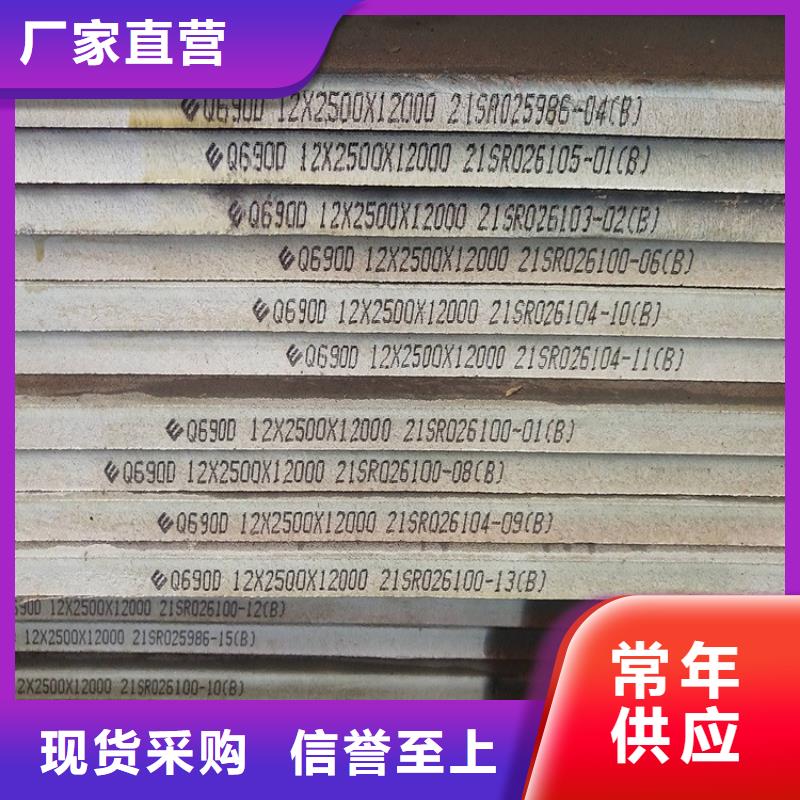 厂家直营
Q690D 12X2500X12000 21SR025986-04(B)
Q690D 12X2500X12000 21SR026105-01(B)
Q690D 12X2500X12000 21SR026103-02(B)
Q690D 12X2500X12000 21SR026100-06(B)
Q690D 12X2500X12000 21SR026104-10(B)
Q690D 12X2500X12000 21SR026104-11(B)
Q690D 12X2500X12000 21SR026100-01(B)
Q690D 12X2500X12000 21SR026100-08(B)
Q690D 12X2500X12000 21SR026104-09(B)
Q690D 12X2500X12000 21SR026100-13(B)
90D 12X2500X12000 21SR026100-12(B)
12X2500X12000 21SR025986-15(B)
2X2500X12000 21SR026100-10(B)
常年
供应
现货采购 信誉至上